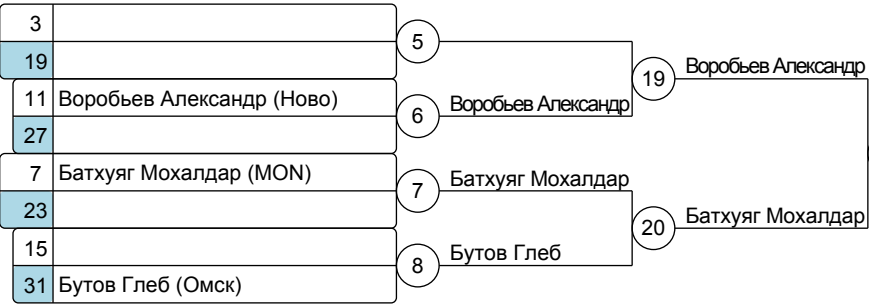 3
5
19
19
Воробьев Александр
11 Воробьев Александр (Ново)
6
Воробьев Александр
27
7 Батхуяг Мохалдар (MON)
7
Батхуяг Мохалдар
23
20
Батхуяг Мохалдар
15
8
Бутов Глеб
31 Бутов Глеб (Омск)